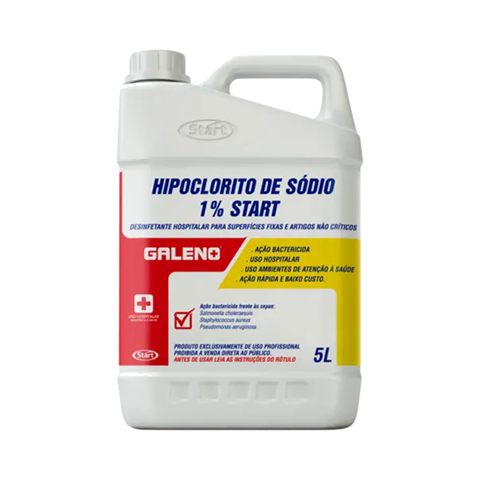 Start
HIPOCLORITO DE SÓDIO
1% START
DESINFETANTE HOSPITALAR PARA SUPERFÍCIES FIXAS E ARTIGOS NÃO CRÍTICOS
GALENO
. AÇÃO BACTERICIDA
. USO HOSPITALAR
. USO AMBIENTES DE ATENÇÃO À SAÚDE
. AÇÃO RÁPIDA E BAIXO CUSTO.
USO HOSPITALAR
Ação bactericida frente às cepas:
Salmonella choleraesuis
Staphylococcus aureus
Pseudomonas aeruginosa
Start
PRODUTO EXCLUSIVAMENTE DE USO PROFISSIONAL
PROIBIDA A VENDA DIRETA AO PÚBLICO.
ANTES DE USAR LEIA AS INSTRUÇÕES DO RÓTULO
5L